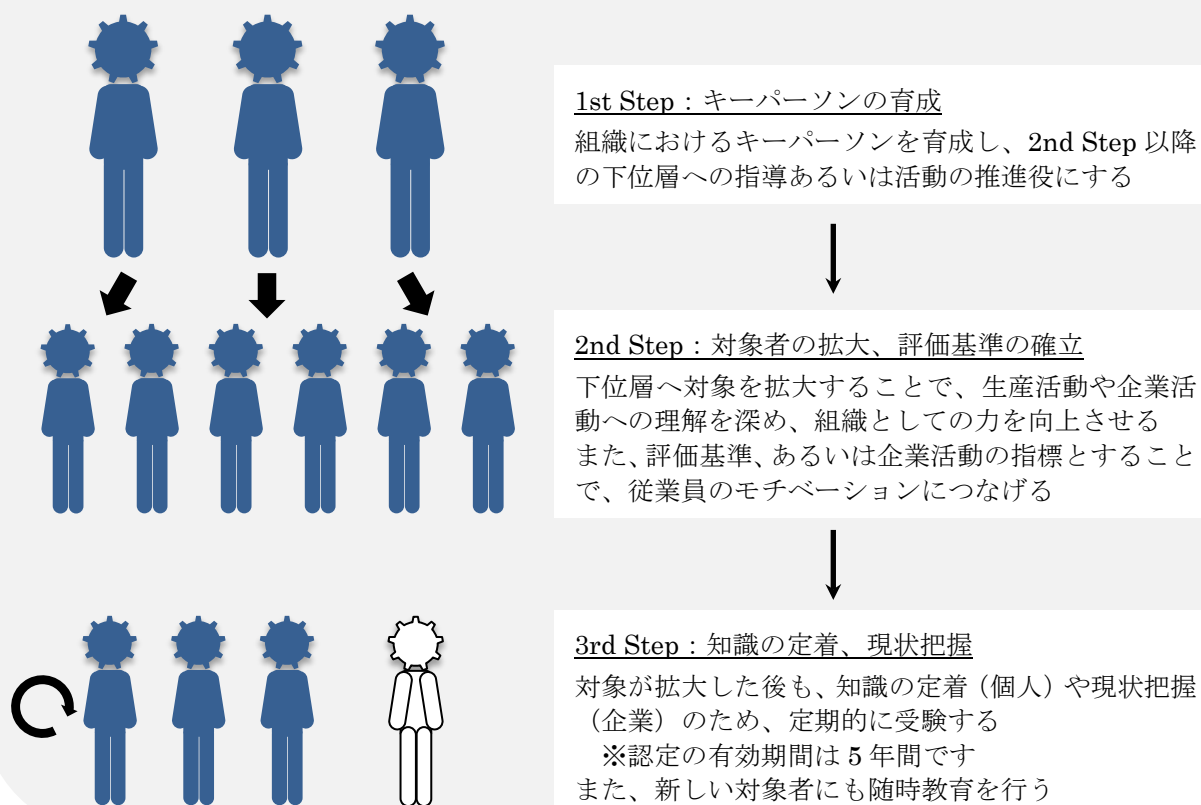 1st Step：キーパーソンの育成
組織におけるキーパーソンを育成し、2nd Step 以降
の下位層への指導あるいは活動の推進役にする
2nd Step：対象者の拡大、評価基準の確立
下位層へ対象を拡大することで、生産活動や企業活
動への理解を深め、組織としての力を向上させる
また、評価基準、あるいは企業活動の指標とすること
で、従業員のモチベーションにつなげる
3rd Step：知識の定着、現状把握
対象が拡大した後も、知識の定着（個人）や現状把握
（企業）のため、定期的に受験する
※認定の有効期間は 5 年間です
また、新しい対象者にも随時教育を行う